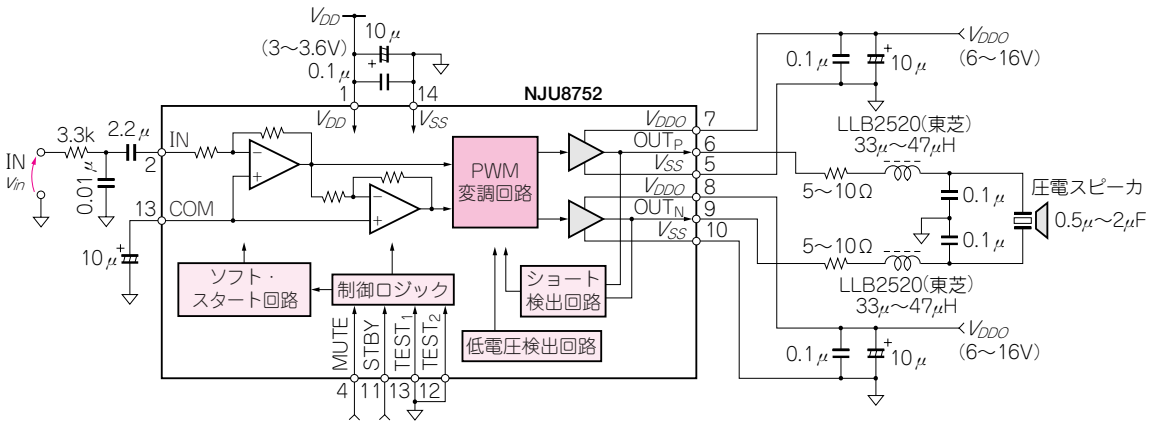 VDD
(3～3.6V)
10μ
+
0.1μ
1
14
NJU8752
VDD
VSS
3.3k
2.2μ
IN
vin
0.01μ
2
IN
13
COM
10μ
+
−
+
−
+
PWM
変調回路
ソフト・
スタート回路
制御ロジック
ショート
検出回路
低電圧検出回路
MUTE
STBY
TEST1
TEST2
4
11
13
12
VDDO
7
OUTP
6
VSS
5
VDDO
8
OUTN
9
VSS
10
0.1μ
+
10μ
VDDO
(6～16V)
LLB2520(東芝)
33μ～47μH
5～10Ω
0.1μ
圧電スピーカ
0.5μ～2μF
0.1μ
5～10Ω
LLB2520(東芝)
33μ～47μH
0.1μ
+
10μ
VDDO
(6～16V)